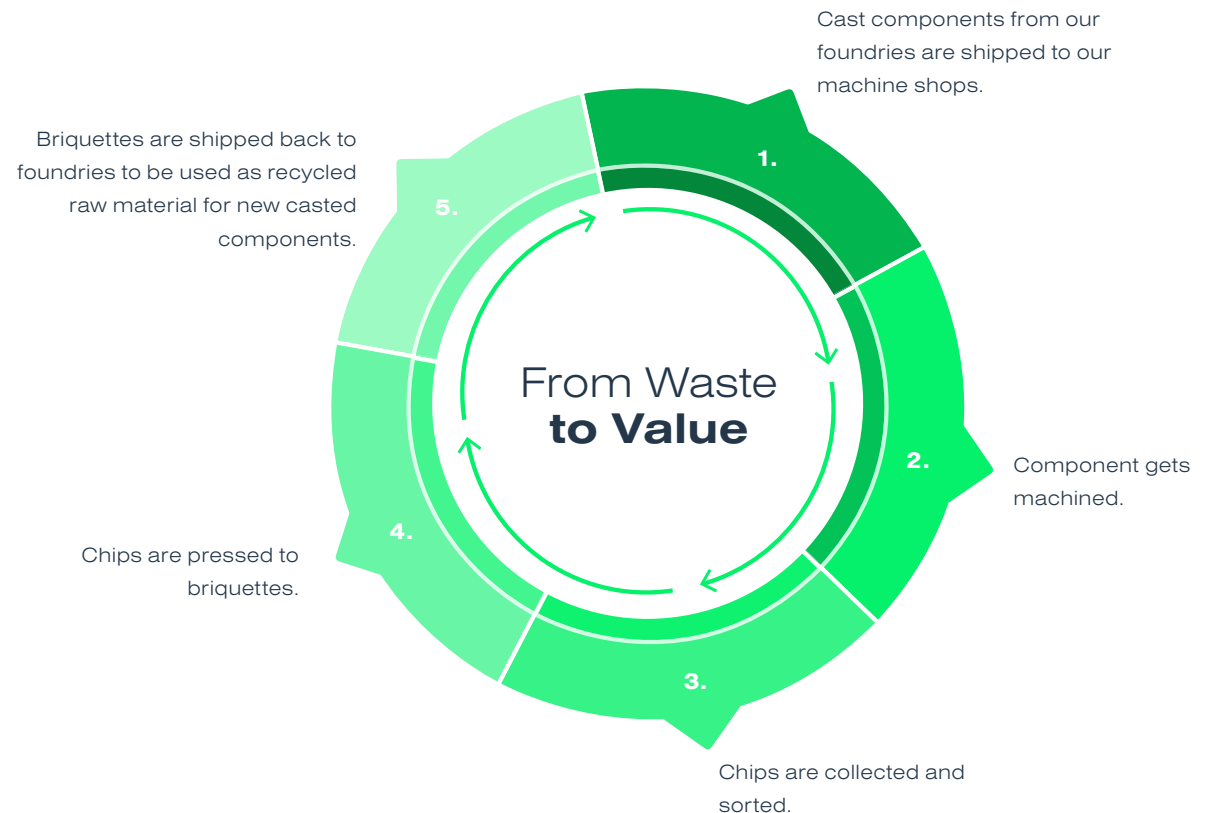 Cast components from our
foundries are shipped to our
machine shops.
1.
Component gets
machined.
2.
Chips are collected and
sorted.
3.
Chips are pressed to
briquettes.
4.
Briquettes are shipped back to
foundries to be used as recycled
raw material for new casted
components.
5.
From Waste
to Value